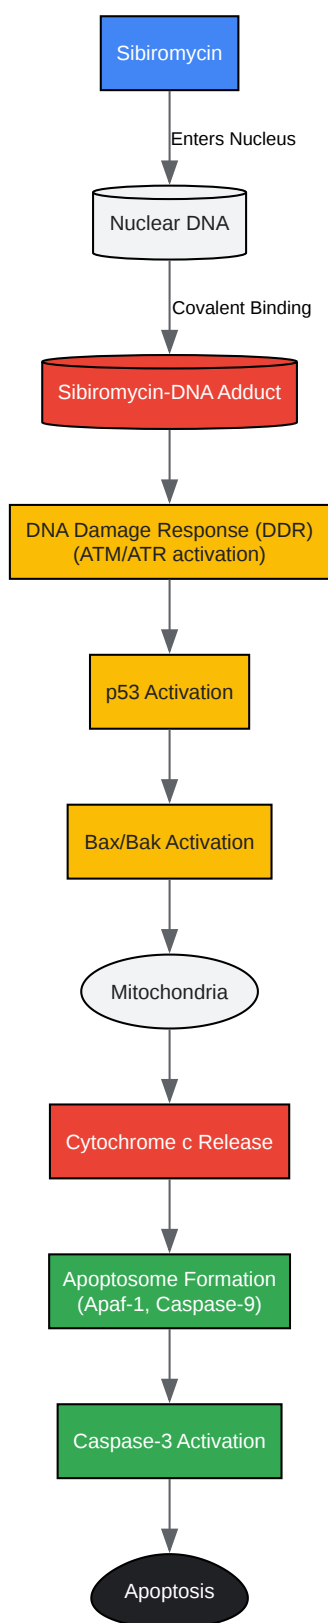 Sibiromycin
Enters Nucleus
Nuclear DNA
Covalent Binding
Sibiromycin-DNA Adduct
DNA Damage Response (DDR)
(ATM/ATR activation)
p53 Activation
Bax/Bak Activation
Mitochondria
Cytochrome c Release
Apoptosome Formation
(Apaf-1, Caspase-9)
Caspase-3 Activation
Apoptosis